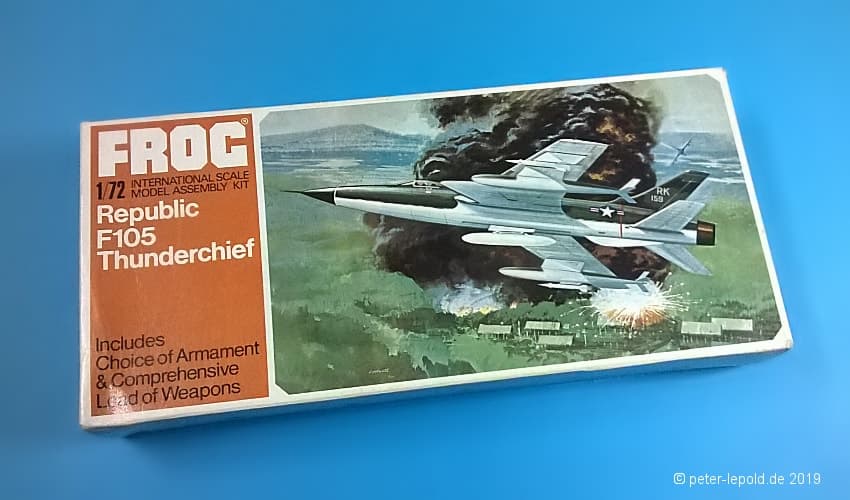 FROG®
1/72 INTERNATIONAL SCALE
MODEL ASSEMBLY KIT
Republic
F105
Thunderchief
Includes
Choice of Armament
& Comprehensive
Load of Weapons
RK
159
© peter-lepold.de 2019